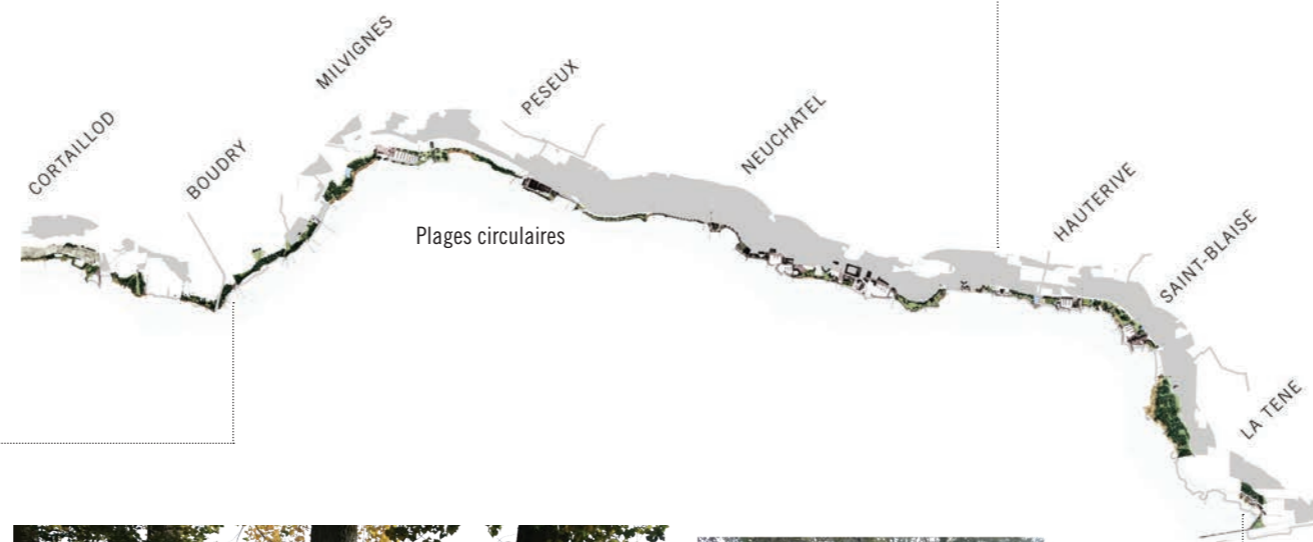 CORTAILLOD
BOUDRY
MILVIGNES
PESEUX
NEUCHATEL
HAUTERIVE
SAINT-BLAISE
LA TENE
Plages circulaires